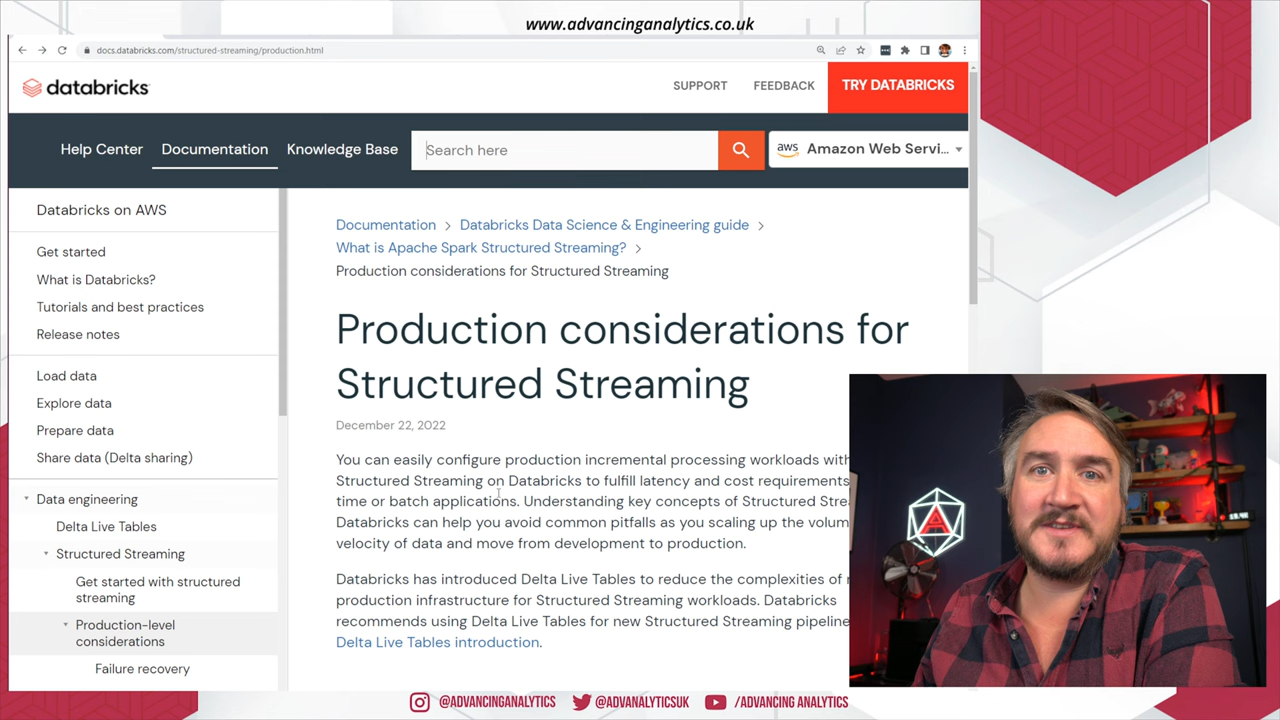 www.advancinganalytics.co.uk
docs.databricks.com/structured-streaming/production.html
databricks
SUPPORT
FEEDBACK
TRY DATABRICKS
Help Center
Documentation
Knowledge Base
Search here
aws
Amazon Web Servi...
Databricks on AWS
Get started
What is Databricks?
Tutorials and best practices
Release notes
Load data
Explore data
Prepare data
Share data (Delta sharing)
Data engineering
Delta Live Tables
Structured Streaming
Get started with structured
streaming
Production-level
considerations
Failure recovery
Documentation > Databricks Data Science & Engineering guide >
What is Apache Spark Structured Streaming? >
Production considerations for Structured Streaming
Production considerations for
Structured Streaming
December 22, 2022
You can easily configure production incremental processing workloads with
Structured Streaming on Databricks to fulfill latency and cost requirements
time or batch applications. Understanding key concepts of Structured Strea
Databricks can help you avoid common pitfalls as you scaling up the volum
velocity of data and move from development to production.
Databricks has introduced Delta Live Tables to reduce the complexities of
production infrastructure for Structured Streaming workloads. Databricks
recommends using Delta Live Tables for new Structured Streaming pipeline
Delta Live Tables introduction.
@ADVANCINGANALYTICS
@ADVANALYTICSUK
/ADVANCING ANALYTICS